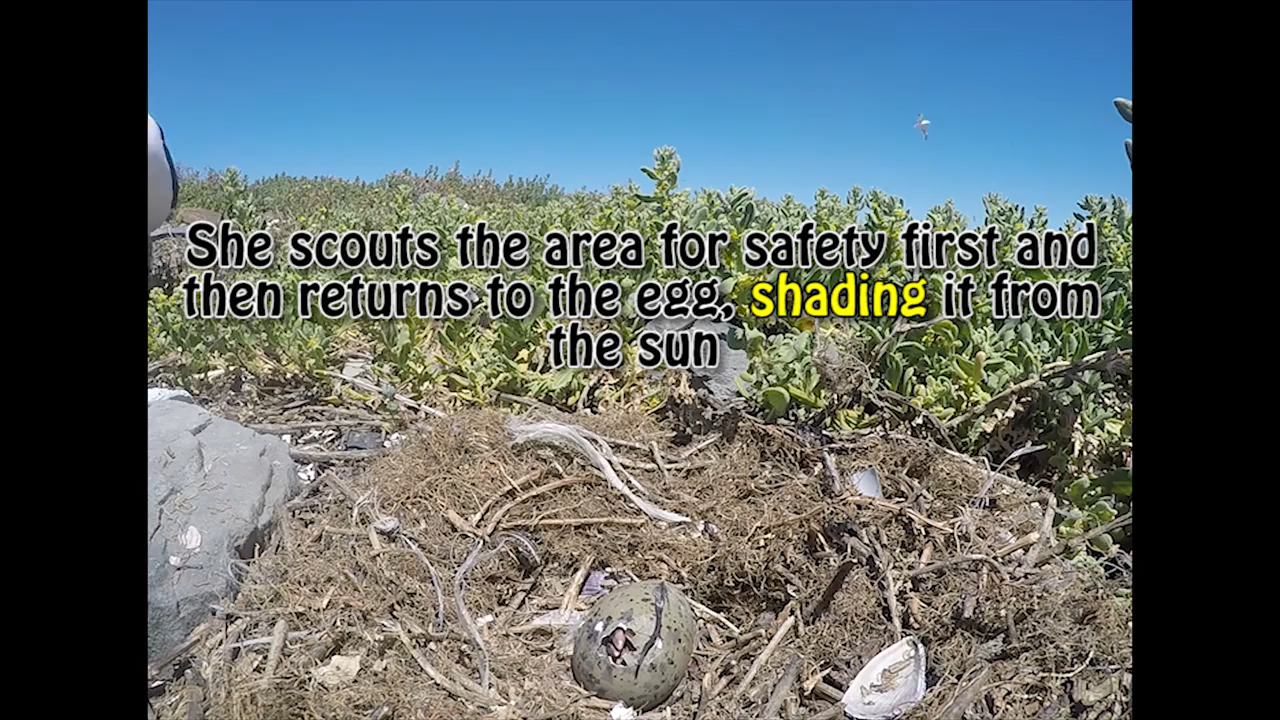 She scouts the area for safety first and
then returns to the egg, shading it from
the sun